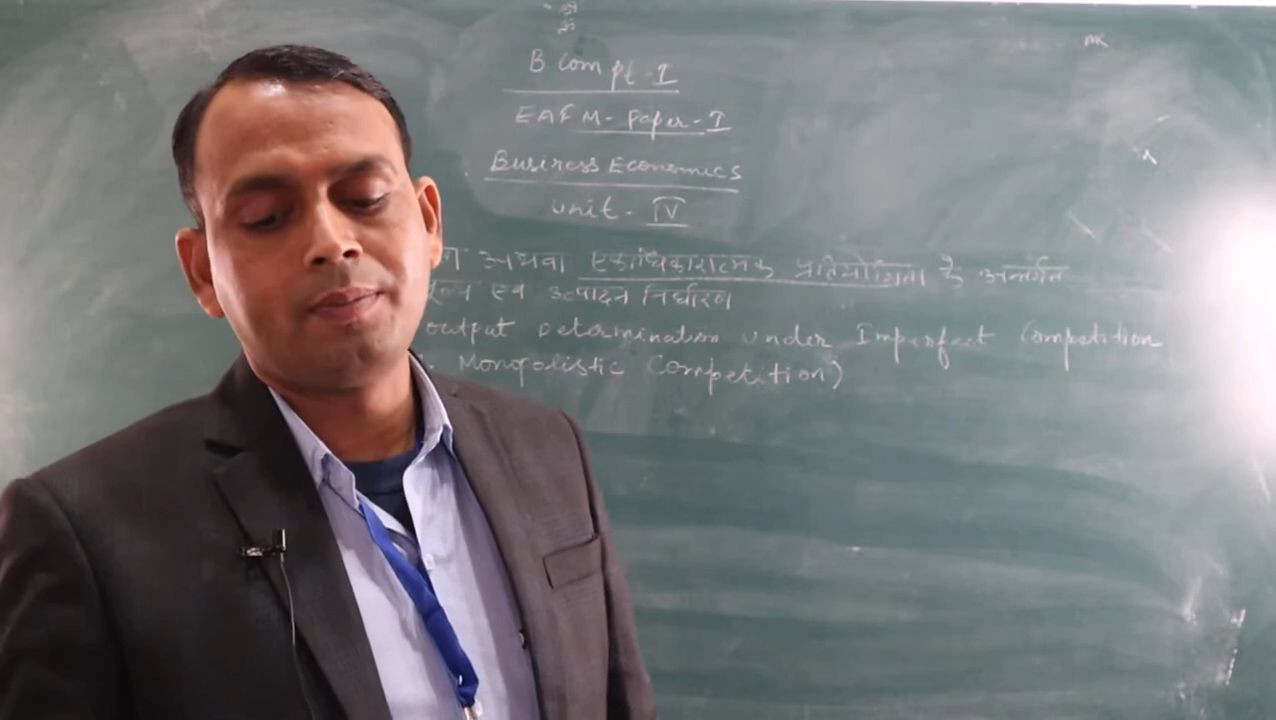 श्री
B Com pt - I
EAFM - Paper - I
Business Economics
Unit - IV
अथवा एकाधिकारात्मक प्रतियोगिता के अन्तर्गत
एवं उत्पादन निर्धारण
output Determination under Imperfect Competition
Monopolistic Competition)